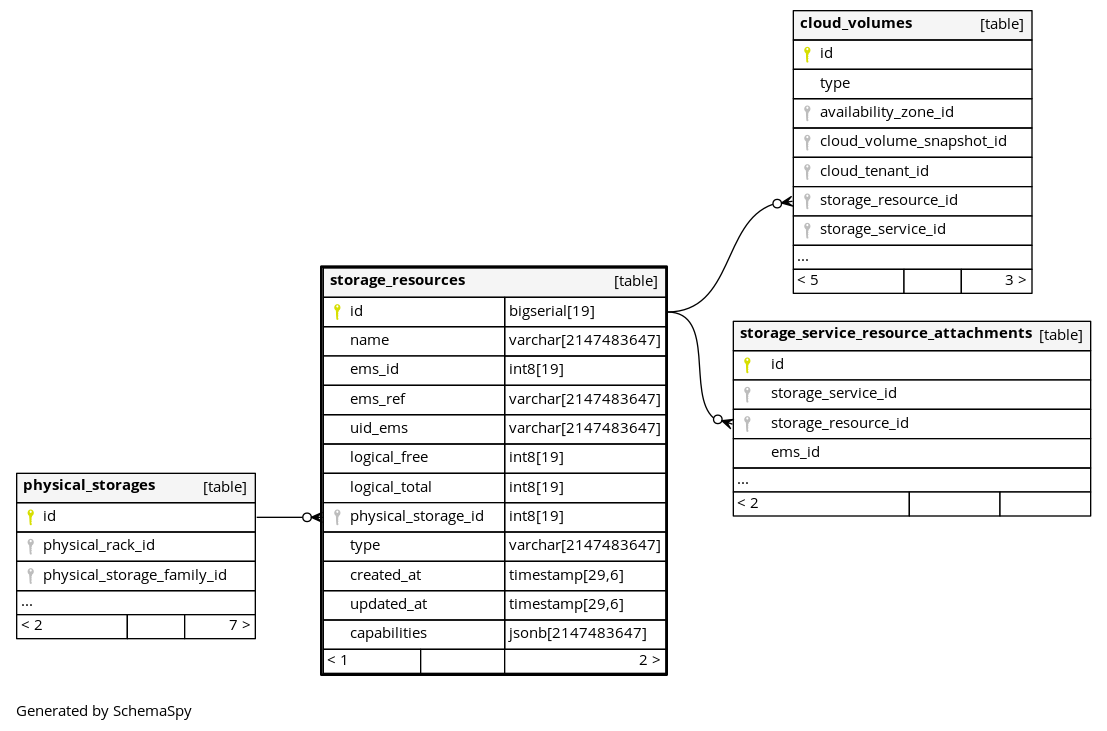 cloud_volumes [table]
id
type
availability_zone_id
cloud_volume_snapshot_id
cloud_tenant_id
storage_resource_id
storage_service_id
...
< 5 3 >
storage_resources [table]
id bigserial[19]
name varchar[2147483647]
ems_id int8[19]
ems_ref varchar[2147483647]
uid_ems varchar[2147483647]
logical_free int8[19]
logical_total int8[19]
physical_storage_id int8[19]
type varchar[2147483647]
created_at timestamp[29,6]
updated_at timestamp[29,6]
capabilities jsonb[2147483647]
< 1 2 >
storage_service_resource_attachments [table]
id
storage_service_id
storage_resource_id
ems_id
...
< 2
physical_storages [table]
id
physical_rack_id
physical_storage_family_id
...
< 2 7 >
Generated by SchemaSpy